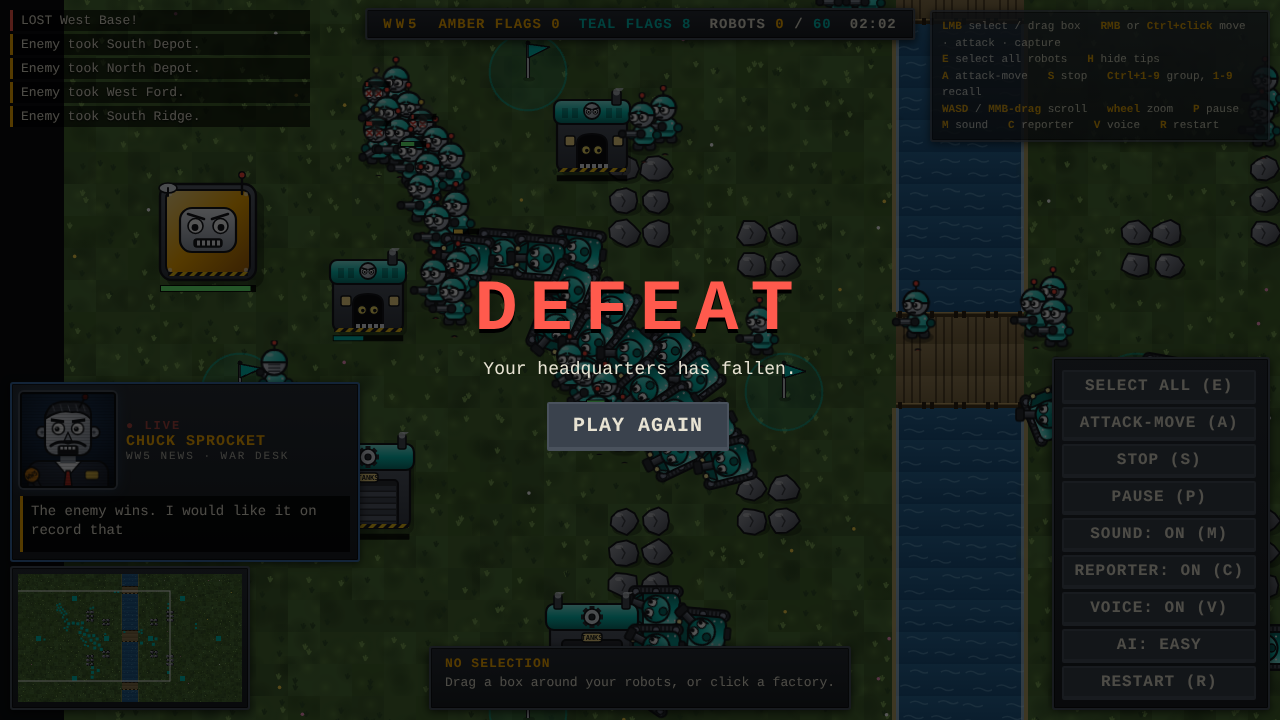 LOST West Base!
Enemy took South Depot.
Enemy took North Depot.
Enemy took West Ford.
Enemy took South Ridge.
WW5 AMBER FLAGS 0 TEAL FLAGS 8 ROBOTS 0 / 60 02:02
LMB select / drag box RMB or Ctrl+click move
· attack · capture
E select all robots H hide tips
A attack-move S stop Ctrl+1-9 group, 1-9
recall
WASD / MMB-drag scroll wheel zoom P pause
M sound C reporter V voice R restart
DEFEAT
Your headquarters has fallen.
PLAY AGAIN
● LIVE
CHUCK SPROCKET
WW5 NEWS · WAR DESK
The enemy wins. I would like it on
record that
TANKS
TANKS
NO SELECTION
Drag a box around your robots, or click a factory.
SELECT ALL (E)
ATTACK-MOVE (A)
STOP (S)
PAUSE (P)
SOUND: ON (M)
REPORTER: ON (C)
VOICE: ON (V)
AI: EASY
RESTART (R)